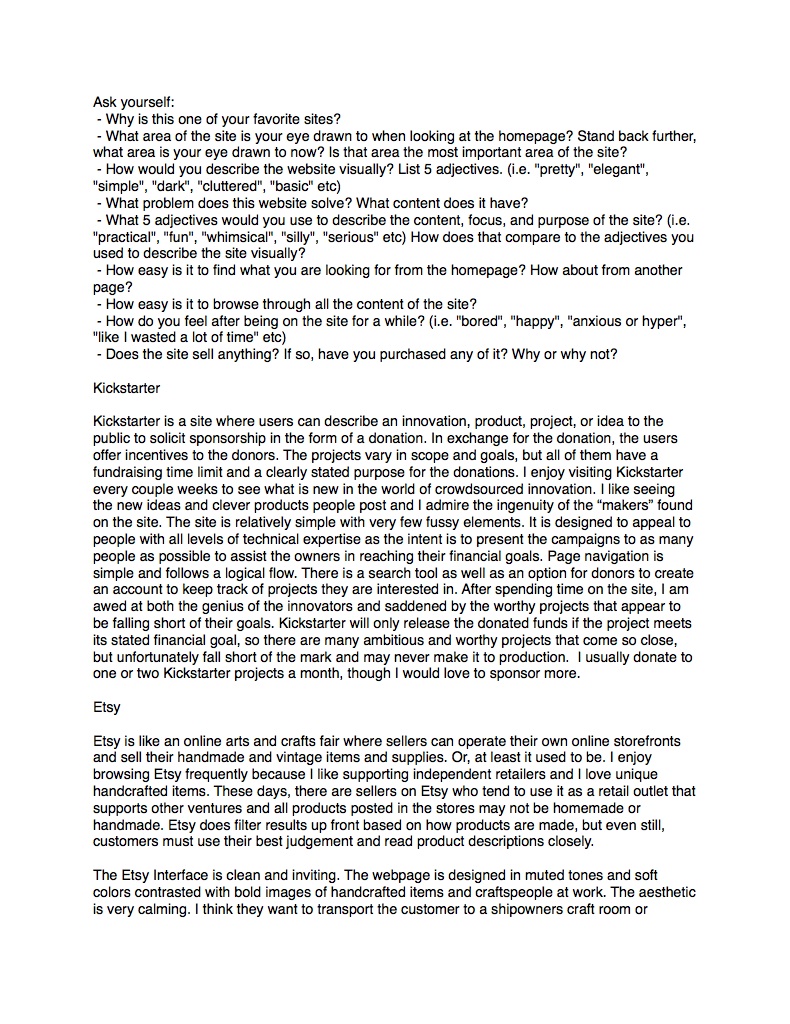 Ask yourself:
- Why is this one of your favorite sites?
- What area of the site is your eye drawn to when looking at the homepage? Stand back further,
what area is your eye drawn to now? Is that area the most important area of the site?
- How would you describe the website visually? List 5 adjectives. (i.e. "pretty", "elegant",
"simple", "dark", "cluttered", "basic" etc)
- What problem does this website solve? What content does it have?
- What 5 adjectives would you use to describe the content, focus, and purpose of the site? (i.e.
"practical", "fun", "whimsical", "silly", "serious" etc) How does that compare to the adjectives you
used to describe the site visually?
- How easy is it to find what you are looking for from the homepage? How about from another
page?
- How easy is it to browse through all the content of the site?
- How do you feel after being on the site for a while? (i.e. "bored", "happy", "anxious or hyper",
"like I wasted a lot of time" etc)
- Does the site sell anything? If so, have you purchased any of it? Why or why not?
Kickstarter
Kickstarter is a site where users can describe an innovation, product, project, or idea to the
public to solicit sponsorship in the form of a donation. In exchange for the donation, the users
offer incentives to the donors. The projects vary in scope and goals, but all of them have a
fundraising time limit and a clearly stated purpose for the donations. I enjoy visiting Kickstarter
every couple weeks to see what is new in the world of crowdsourced innovation. I like seeing
the new ideas and clever products people post and I admire the ingenuity of the “makers” found
on the site. The site is relatively simple with very few fussy elements. It is designed to appeal to
people with all levels of technical expertise as the intent is to present the campaigns to as many
people as possible to assist the owners in reaching their financial goals. Page navigation is
simple and follows a logical flow. There is a search tool as well as an option for donors to create
an account to keep track of projects they are interested in. After spending time on the site, I am
awed at both the genius of the innovators and saddened by the worthy projects that appear to
be falling short of their goals. Kickstarter will only release the donated funds if the project meets
its stated financial goal, so there are many ambitious and worthy projects that come so close,
but unfortunately fall short of the mark and may never make it to production.  I usually donate to
one or two Kickstarter projects a month, though I would love to sponsor more.
Etsy
Etsy is like an online arts and crafts fair where sellers can operate their own online storefronts
and sell their handmade and vintage items and supplies. Or, at least it used to be. I enjoy
browsing Etsy frequently because I like supporting independent retailers and I love unique
handcrafted items. These days, there are sellers on Etsy who tend to use it as a retail outlet that
supports other ventures and all products posted in the stores may not be homemade or
handmade. Etsy does filter results up front based on how products are made, but even still,
customers must use their best judgement and read product descriptions closely.
The Etsy Interface is clean and inviting. The webpage is designed in muted tones and soft
colors contrasted with bold images of handcrafted items and craftspeople at work. The aesthetic
is very calming. I think they want to transport the customer to a shipowners craft room or